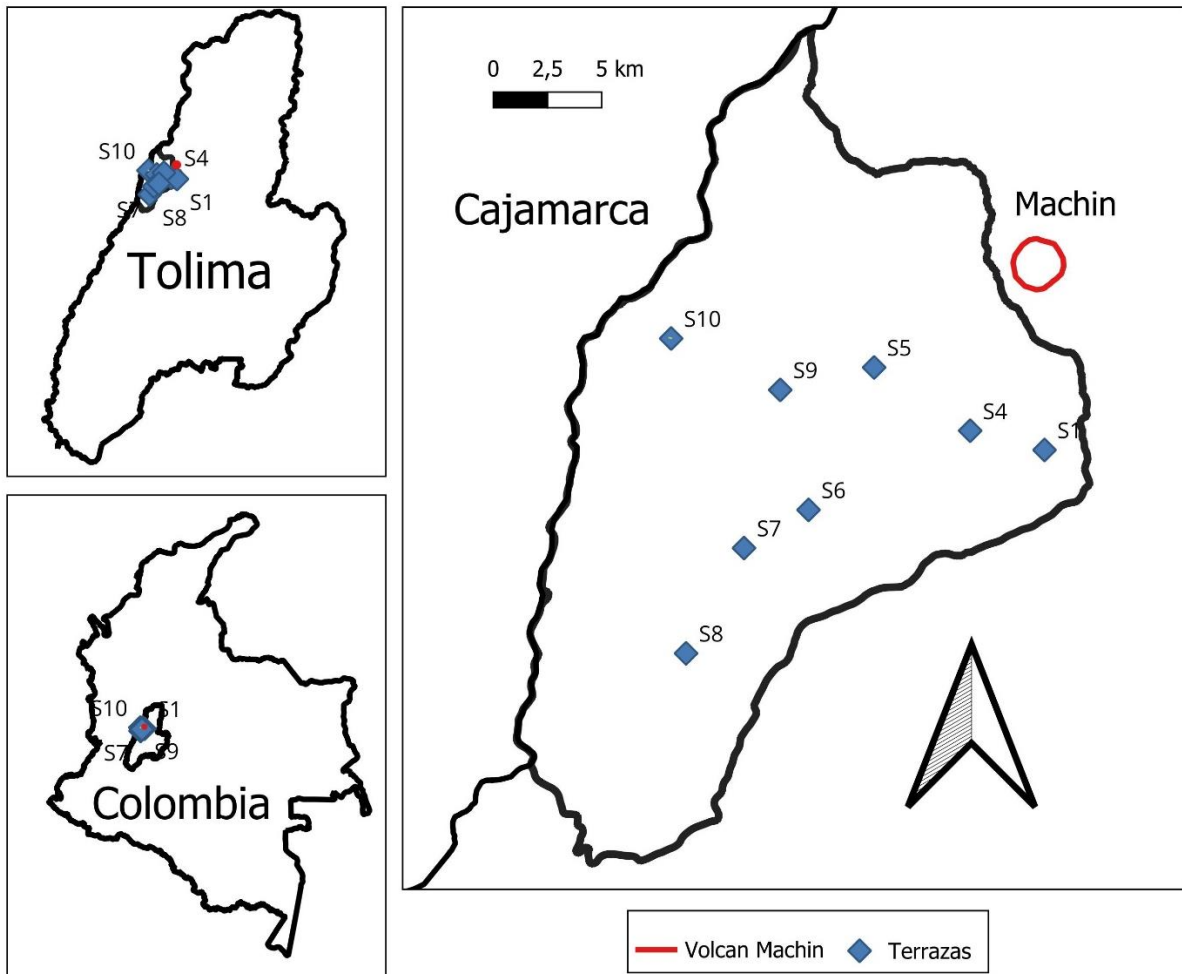 S10
S4
S7
S8
S1
Tolima
S10
S1
S7
S9
Colombia
0 2,5 5 km
Cajamarca
Machin
S10
S9
S5
S4
S1
S6
S7
S8
Volcan Machin
Terrazas